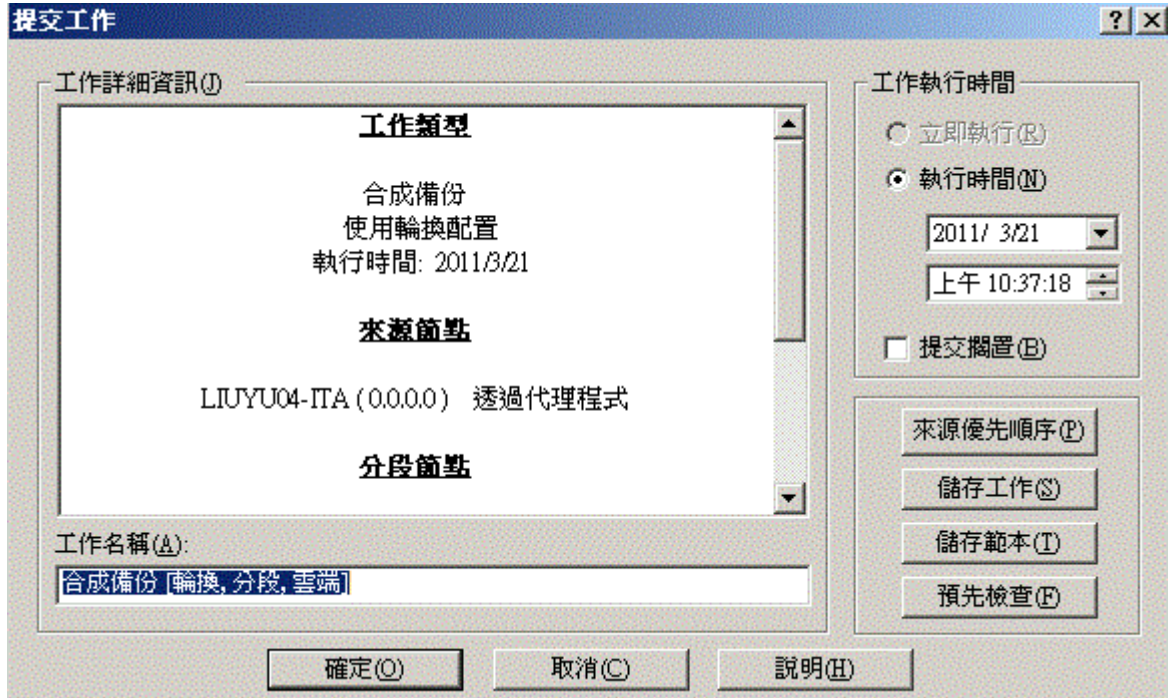 提交工作
工作詳細資訊(J)
工作類型
合成備份
使用輪換配置
執行時間: 2011/3/21
來源節點
LIUYU04-ITA ( 0.0.0.0 ) 透過代理程式
分段節點
工作名稱(A):
合成備份 [輪換, 分段, 雲端]
工作執行時間
立即執行(R)
執行時間(N)
2011/ 3/21
上午 10:37:18
提交擱置(B)
來源優先順序(P)
儲存工作(S)
儲存範本(T)
預先檢查(F)
確定(O)
取消(C)
說明(H)